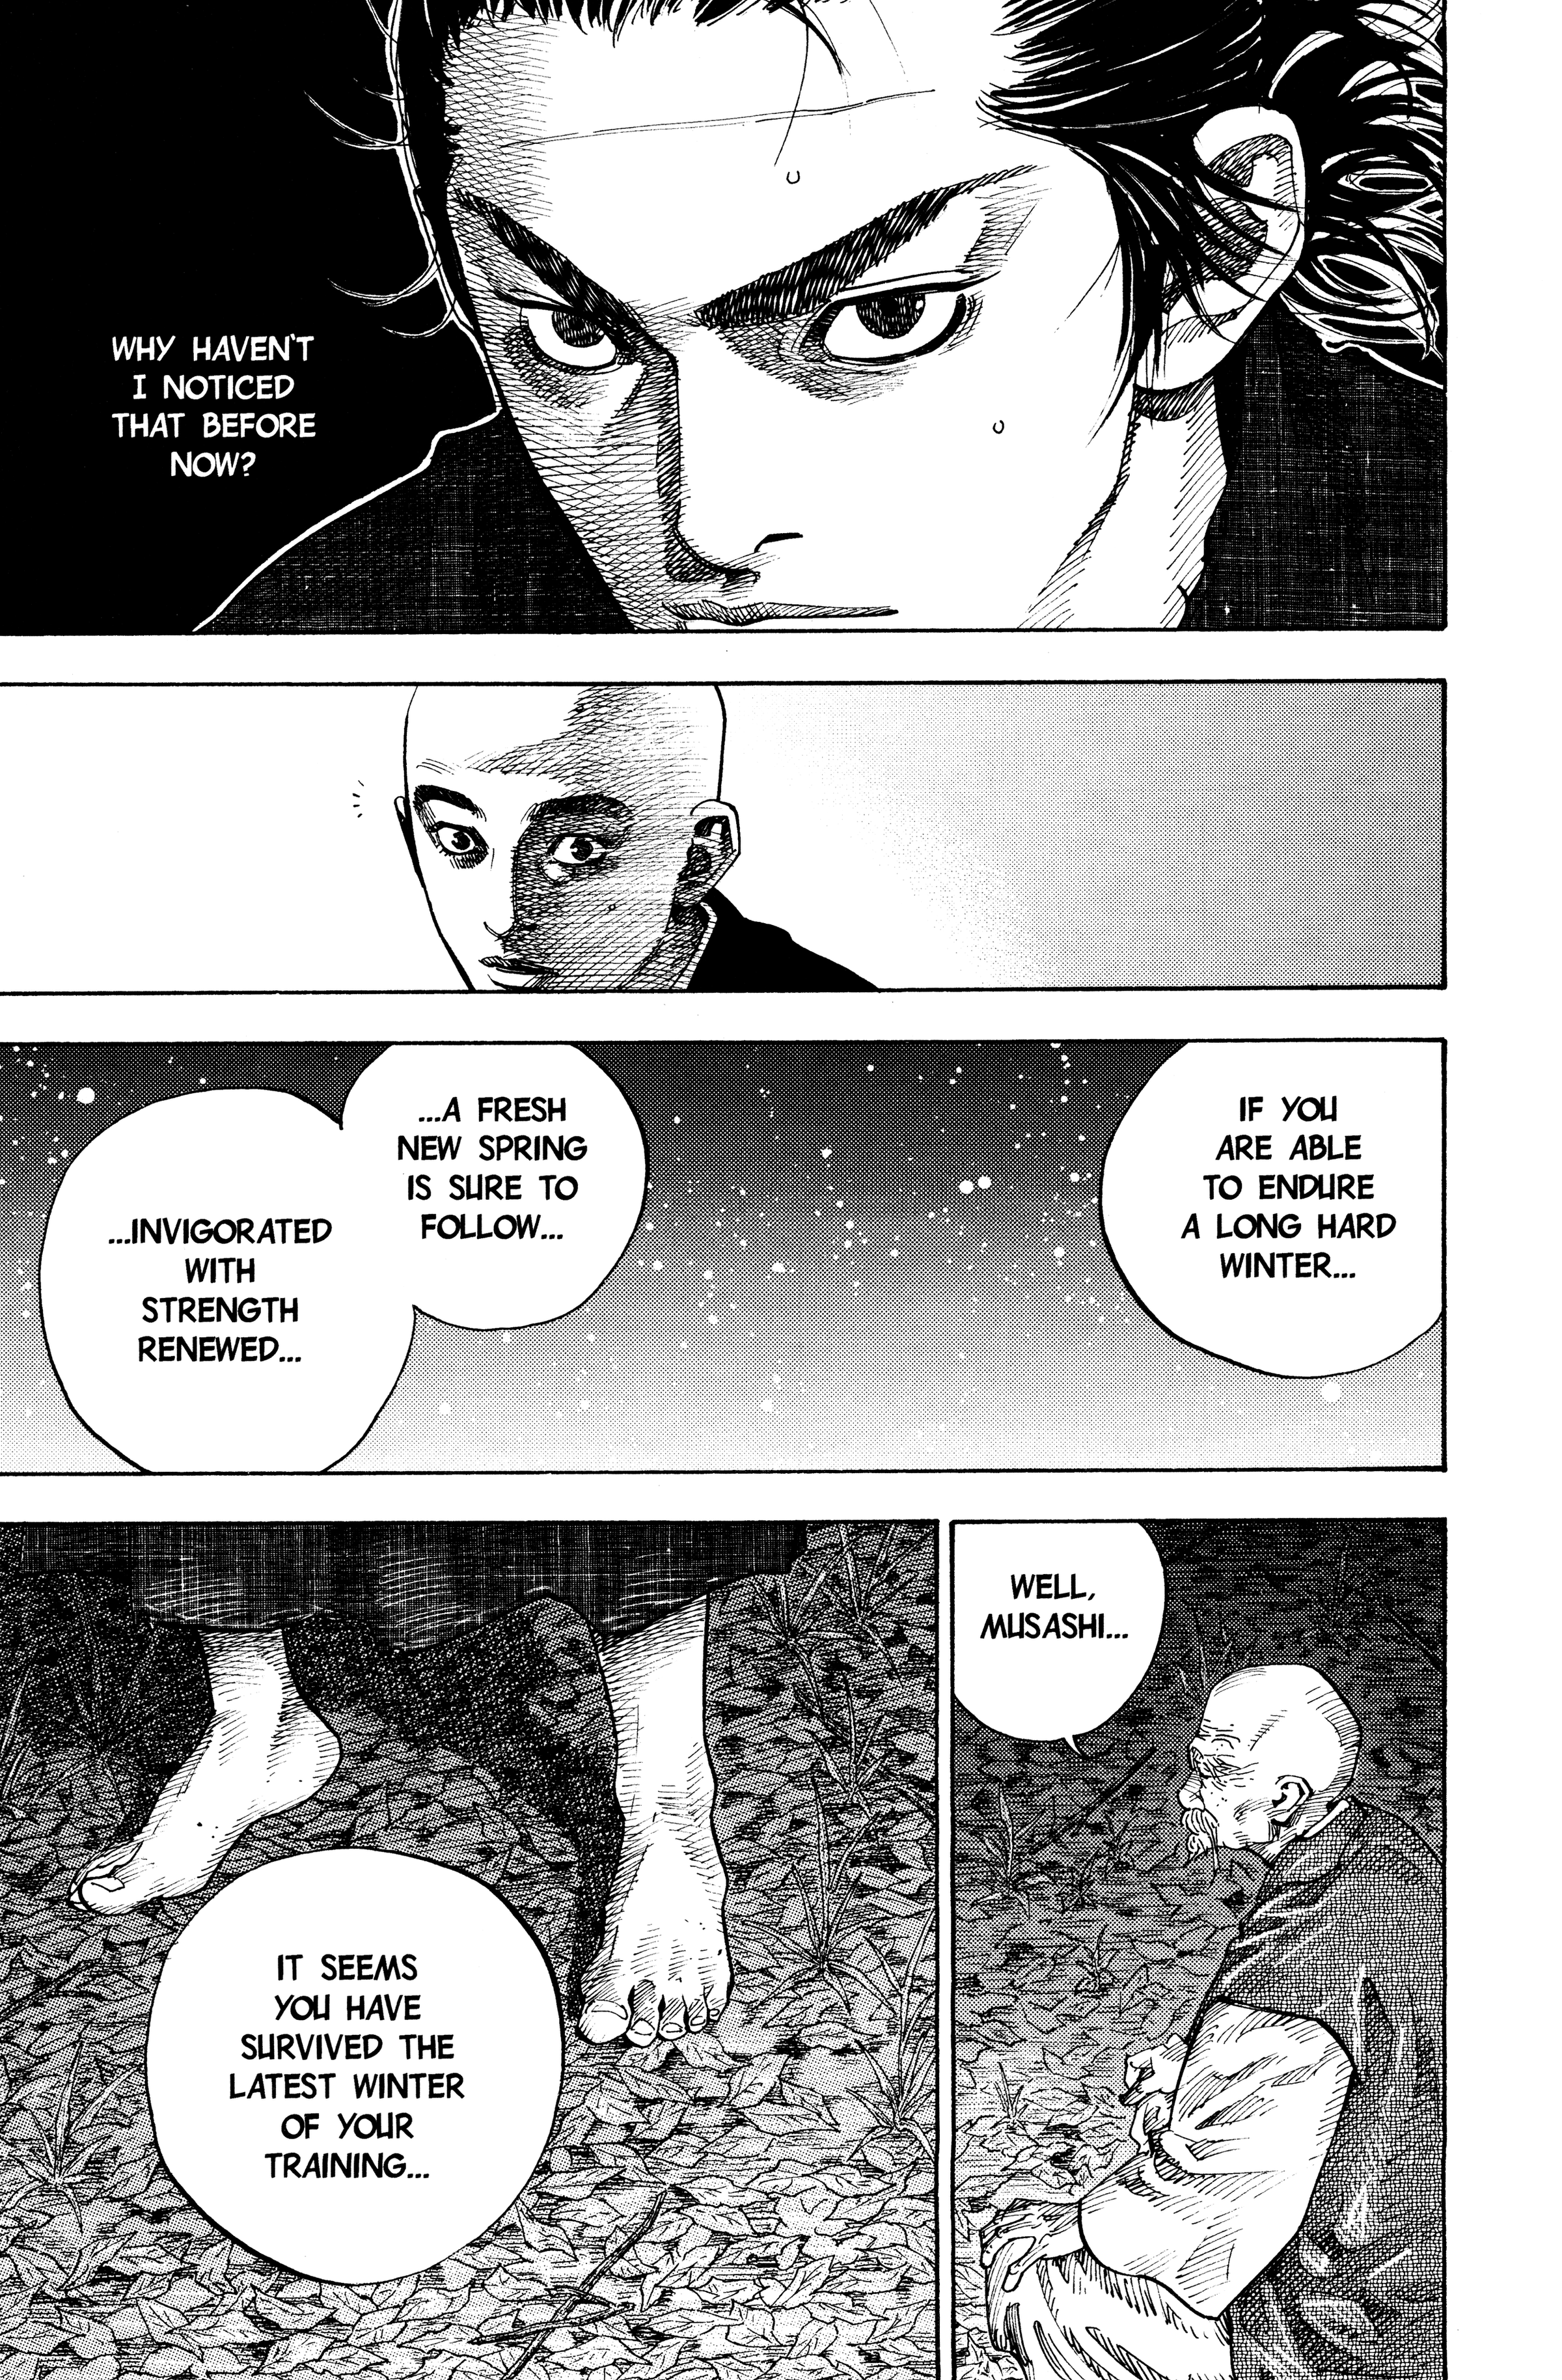 WHY HAVEN'T
I NOTICED
THAT BEFORE
NOW?
IF YOU
ARE ABLE
TO ENDURE
A LONG HARD
WINTER...
...A FRESH
NEW SPRING
IS SURE TO
FOLLOW...
...INVIGORATED
WITH
STRENGTH
RENEWED...
WELL,
MUSASHI...
IT SEEMS
YOU HAVE
SURVIVED THE
LATEST WINTER
OF YOUR
TRAINING...